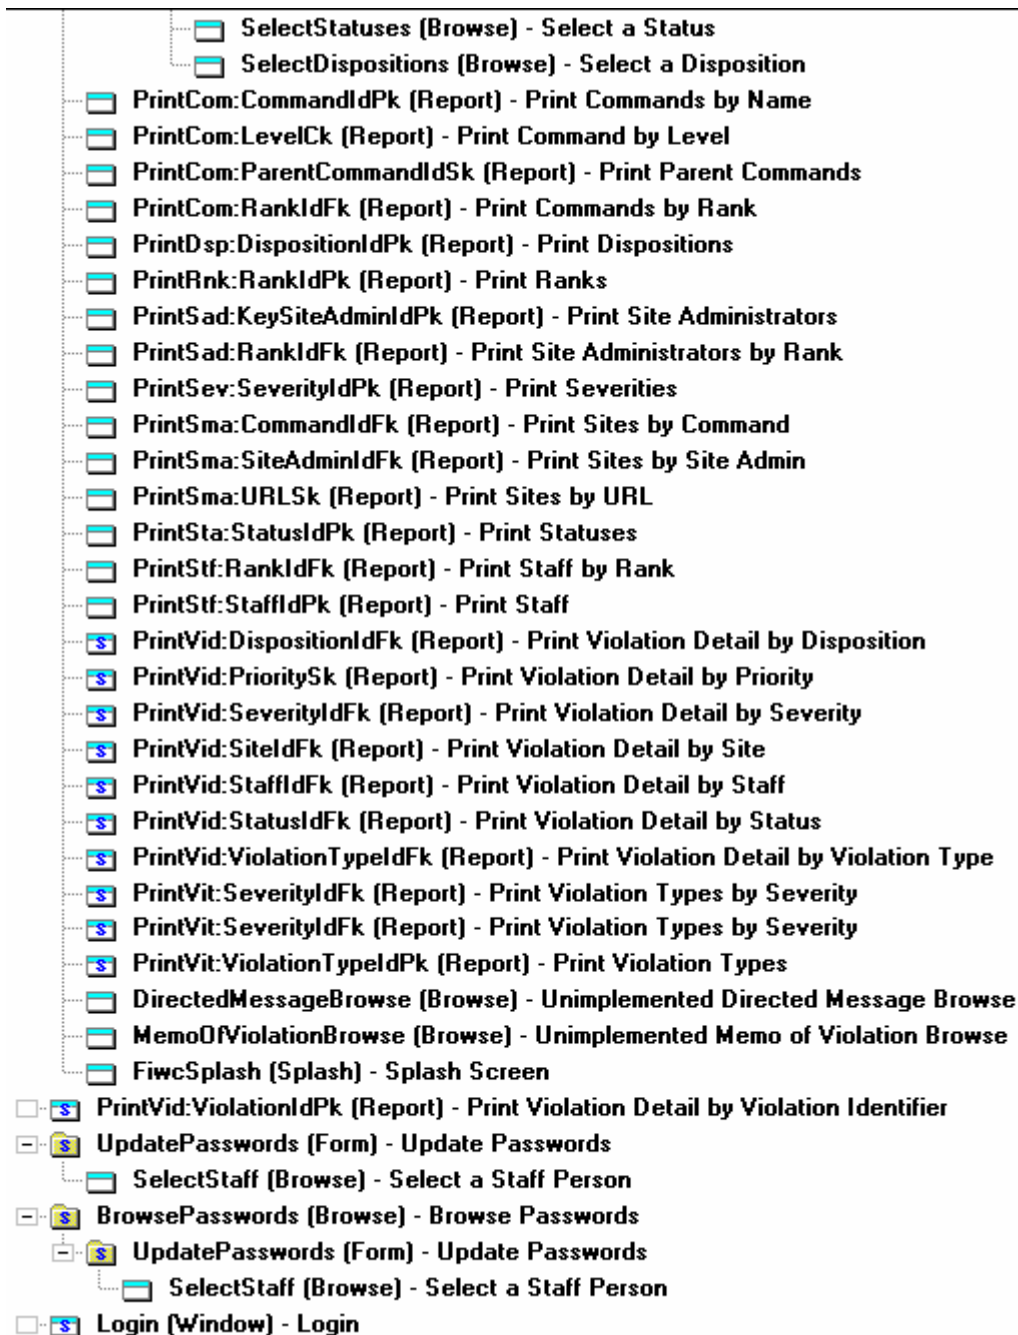 SelectStatuses (Browse) - Select a Status
SelectDispositions (Browse) - Select a Disposition
PrintCom:CommandIdPk (Report) - Print Commands by Name
PrintCom:LevelCk (Report) - Print Command by Level
PrintCom:ParentCommandIdSk (Report) - Print Parent Commands
PrintCom:RankIdFk (Report) - Print Commands by Rank
PrintDsp:DispositionIdPk (Report) - Print Dispositions
PrintRnk:RankIdPk (Report) - Print Ranks
PrintSad:KeySiteAdminIdPk (Report) - Print Site Administrators
PrintSad:RankIdFk (Report) - Print Site Administrators by Rank
PrintSev:SeverityIdPk (Report) - Print Severities
PrintSma:CommandIdFk (Report) - Print Sites by Command
PrintSma:SiteAdminIdFk (Report) - Print Sites by Site Admin
PrintSma:URLSk (Report) - Print Sites by URL
PrintSta:StatusIdPk (Report) - Print Statuses
PrintStf:RankIdFk (Report) - Print Staff by Rank
PrintStf:StaffIdPk (Report) - Print Staff
S PrintVid:DispositionIdFk (Report) - Print Violation Detail by Disposition
S PrintVid:PrioritySk (Report) - Print Violation Detail by Priority
S PrintVid:SeverityIdFk (Report) - Print Violation Detail by Severity
S PrintVid:SiteIdFk (Report) - Print Violation Detail by Site
S PrintVid:StaffIdFk (Report) - Print Violation Detail by Staff
S PrintVid:StatusIdFk (Report) - Print Violation Detail by Status
S PrintVid:ViolationTypeIdFk (Report) - Print Violation Detail by Violation Type
S PrintVit:SeverityIdFk (Report) - Print Violation Types by Severity
S PrintVit:SeverityIdFk (Report) - Print Violation Types by Severity
S PrintVit:ViolationTypeIdPk (Report) - Print Violation Types
DirectedMessageBrowse (Browse) - Unimplemented Directed Message Browse
MemoOfViolationBrowse (Browse) - Unimplemented Memo of Violation Browse
FiwcSplash (Splash) - Splash Screen
S PrintVid:ViolationIdPk (Report) - Print Violation Detail by Violation Identifier
S UpdatePasswords (Form) - Update Passwords
SelectStaff (Browse) - Select a Staff Person
S BrowsePasswords (Browse) - Browse Passwords
S UpdatePasswords (Form) - Update Passwords
SelectStaff (Browse) - Select a Staff Person
S Login (Window) - Login